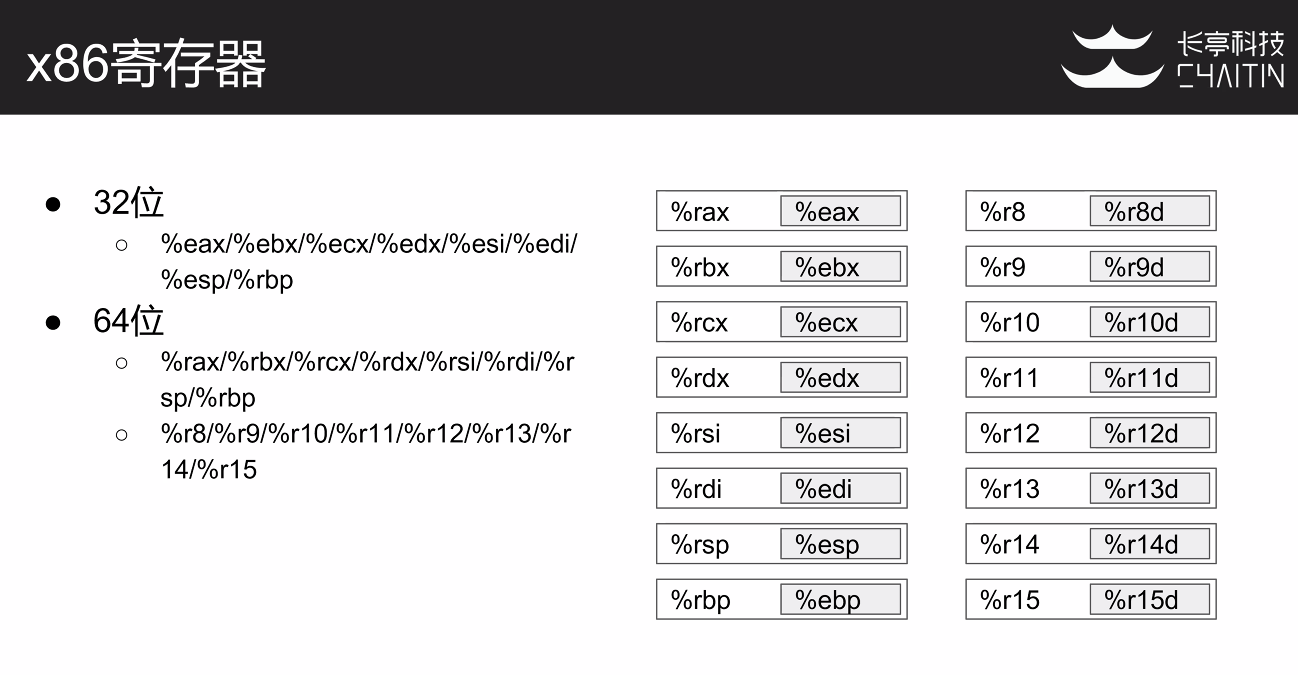 x86寄存器
长亭科技
CHAITIN
● 32位
○ %eax/%ebx/%ecx/%edx/%esi/%edi/
%esp/%rbp
● 64位
○ %rax/%rbx/%rcx/%rdx/%rsi/%rdi/%r
sp/%rbp
○ %r8/%r9/%r10/%r11/%r12/%r13/%r
14/%r15
%rax %eax
%rbx %ebx
%rcx %ecx
%rdx %edx
%rsi %esi
%rdi %edi
%rsp %esp
%rbp %ebp
%r8 %r8d
%r9 %r9d
%r10 %r10d
%r11 %r11d
%r12 %r12d
%r13 %r13d
%r14 %r14d
%r15 %r15d